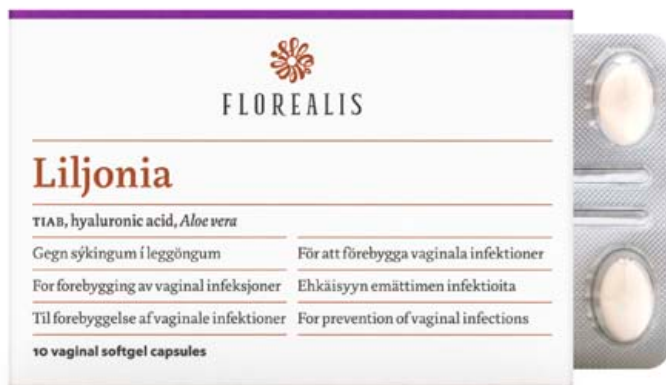 FLOREALIS
Liljonia
TIAB, hyaluronic acid, Aloe vera
Gegn sýkingum í leggöngum
För att förebygga vaginala infektioner
For forebygging av vaginal infeksjoner
Ehkäisyyn emättimen infektioita
Til forebyggelse af vaginale infektioner
For prevention of vaginal infections
10 vaginal softgel capsules